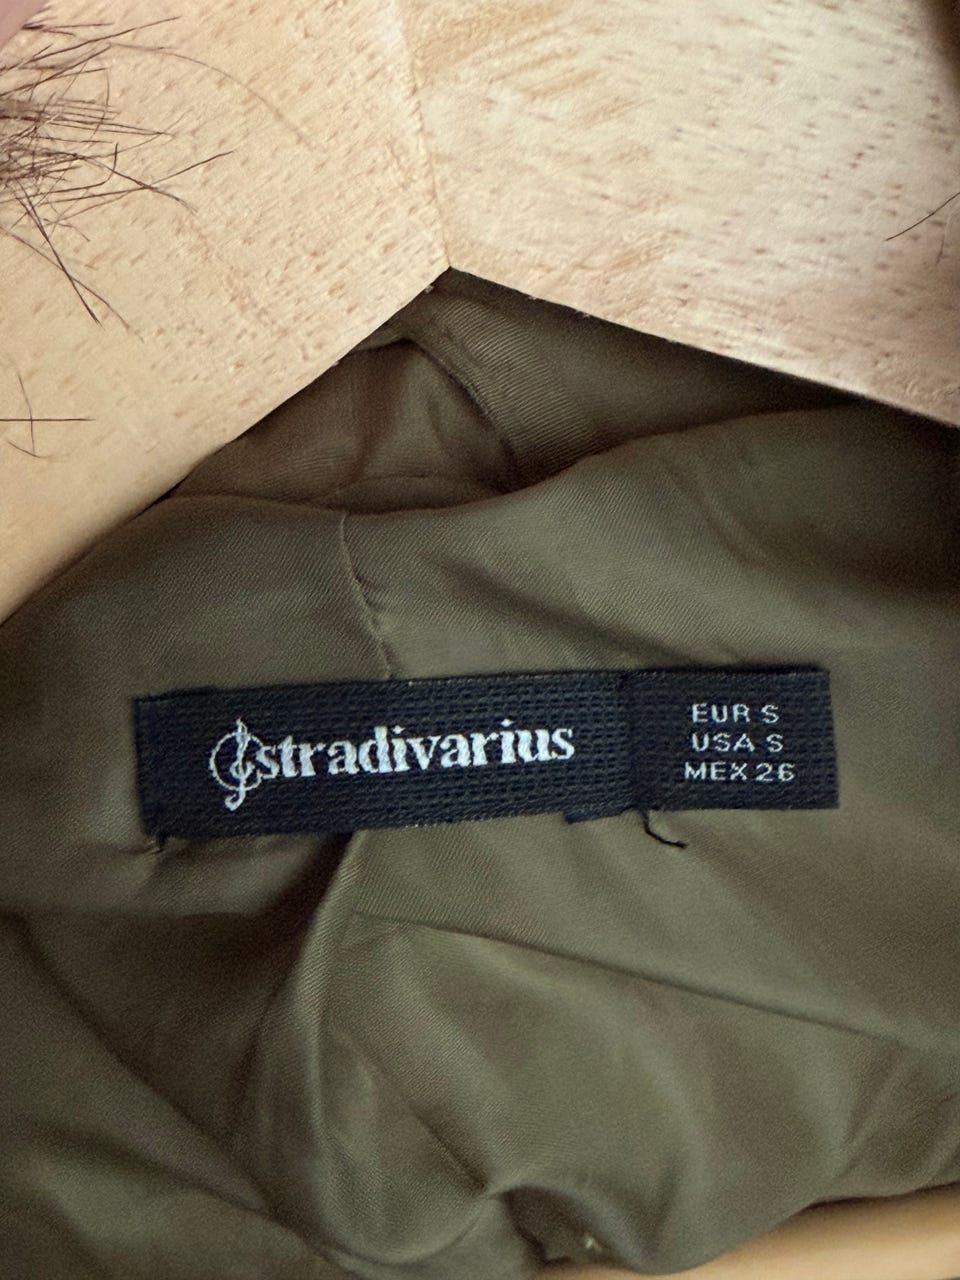 stradivarius
EUR S
USA S
MEX 26